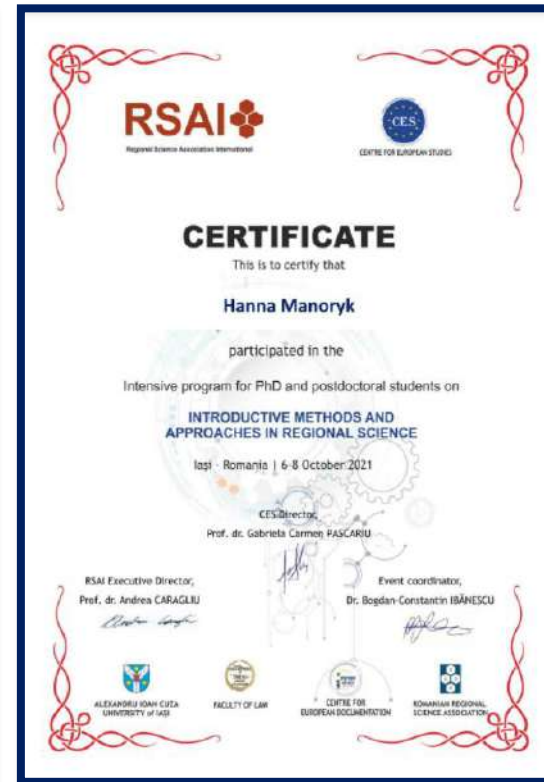 RSAI
Regional Science Association International
CES
CENTRE FOR EUROPEAN STUDIES
CERTIFICATE
This is to certify that
Hanna Manoryk
participated in the
Intensive program for PhD and postdoctoral students on
INTRODUCTIVE METHODS AND
APPROACHES IN REGIONAL SCIENCE
Iași - Romania | 6-8 October 2021
CES Director,
Prof. dr. Gabriela Carmen PASCARIU
RSAI Executive Director,
Prof. dr. Andrea CARAGLIU
Event coordinator,
Dr. Bogdan-Constantin IBĂNESCU
ALEXANDRU IOAN CUZA
UNIVERSITY of IAȘI
FACULTY OF LAW
CENTRE FOR
EUROPEAN DOCUMENTATION
ROMANIAN REGIONAL
SCIENCE ASSOCIATION